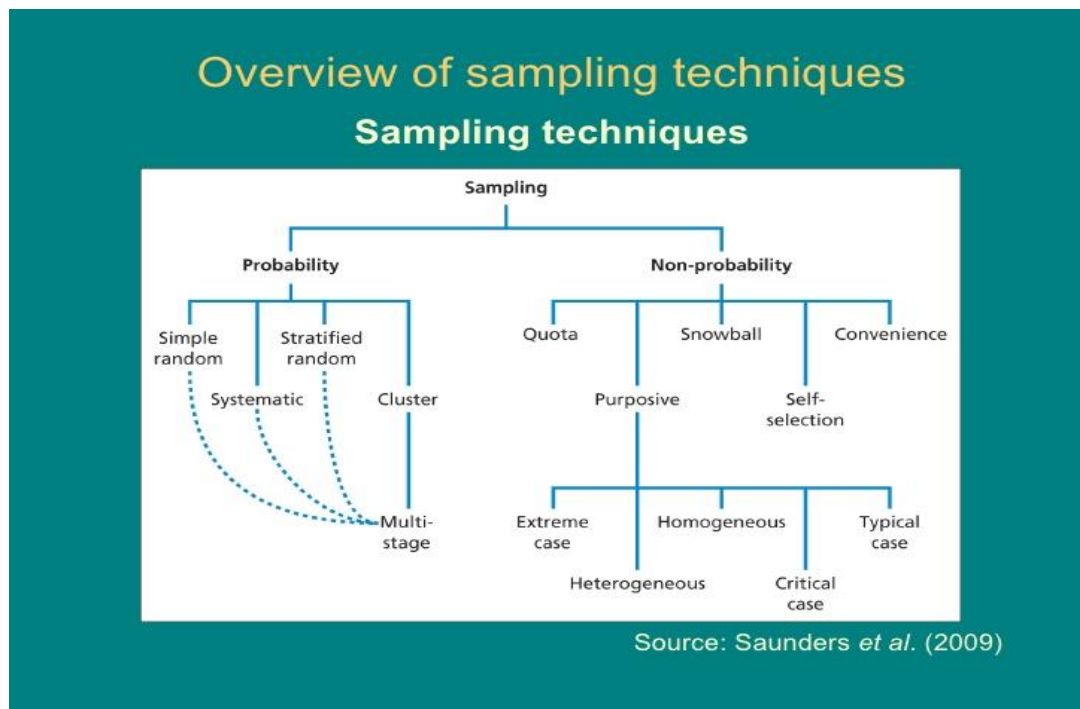 Overview of sampling techniques
Sampling techniques
Sampling
Probability
Non-probability
Simple
random
Stratified
random
Systematic
Cluster
Multi-
stage
Quota
Snowball
Convenience
Purposive
Self-
selection
Extreme
case
Homogeneous
Typical
case
Heterogeneous
Critical
case
Source: Saunders et al. (2009)